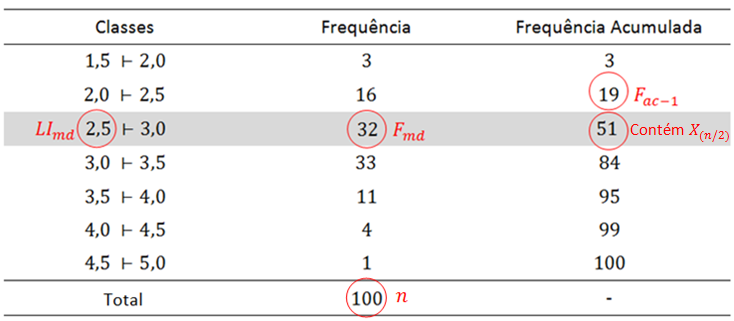 Classes Frequência Frequência Acumulada
1,5 ⊢ 2,0 3 3
2,0 ⊢ 2,5 16 19 F_{ac−1}
LI_{md} 2,5 ⊢ 3,0 32 F_{md} 51 Contém X_{(n/2)}
3,0 ⊢ 3,5 33 84
3,5 ⊢ 4,0 11 95
4,0 ⊢ 4,5 4 99
4,5 ⊢ 5,0 1 100
Total 100 n -